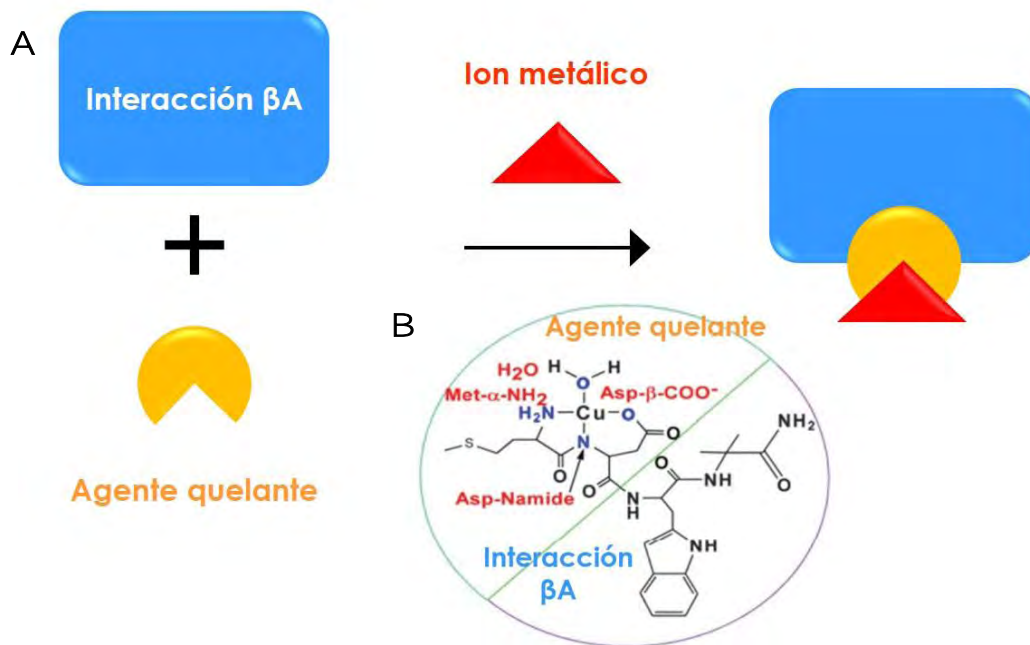 A
Interacción βA
Ion metálico
Agente quelante
B
Agente quelante
H₂O
H
O
H
Met-α-NH₂
Asp-β-COO⁻
H₂N
Cu
O
NH₂
S
N
O
O
O
O
O
NH
Asp-Namide
N
H
NH
Interacción
βA